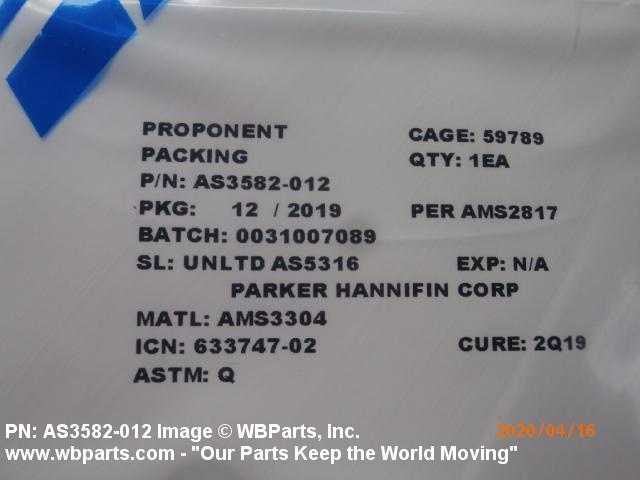 PROPONENT CAGE: 59789
PACKING QTY: 1EA
P/N: AS3582-012
PKG: 12 / 2019 PER AMS2817
BATCH: 0031007089
SL: UNLTD AS5316 EXP: N/A
PARKER HANNIFIN CORP
MATL: AMS3304
ICN: 633747-02 CURE: 2Q19
ASTM: Q
PN: AS3582-012 Image © WBParts, Inc. 2020/04/16
www.wbparts.com - "Our Parts Keep the World Moving"